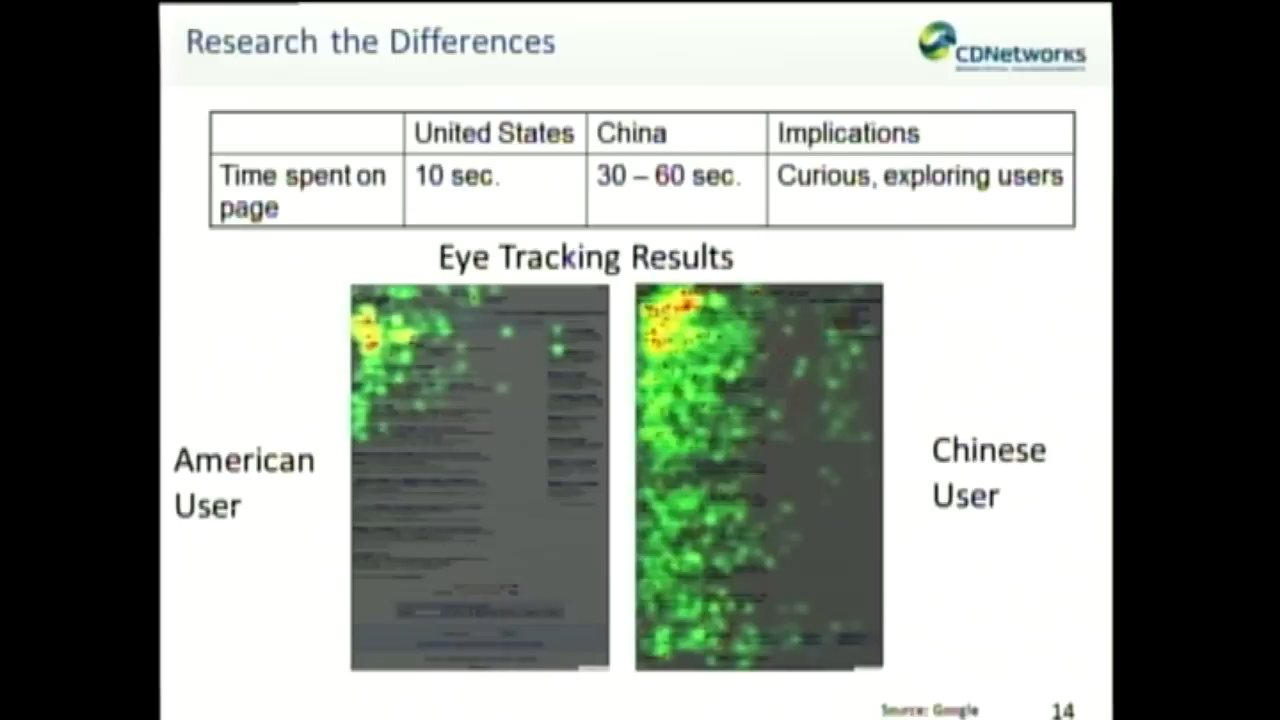 Research the Differences
CDNetworks
United States China Implications
Time spent on 10 sec. 30 – 60 sec. Curious, exploring users
page
Eye Tracking Results
American
User
Chinese
User
Source: Google
14